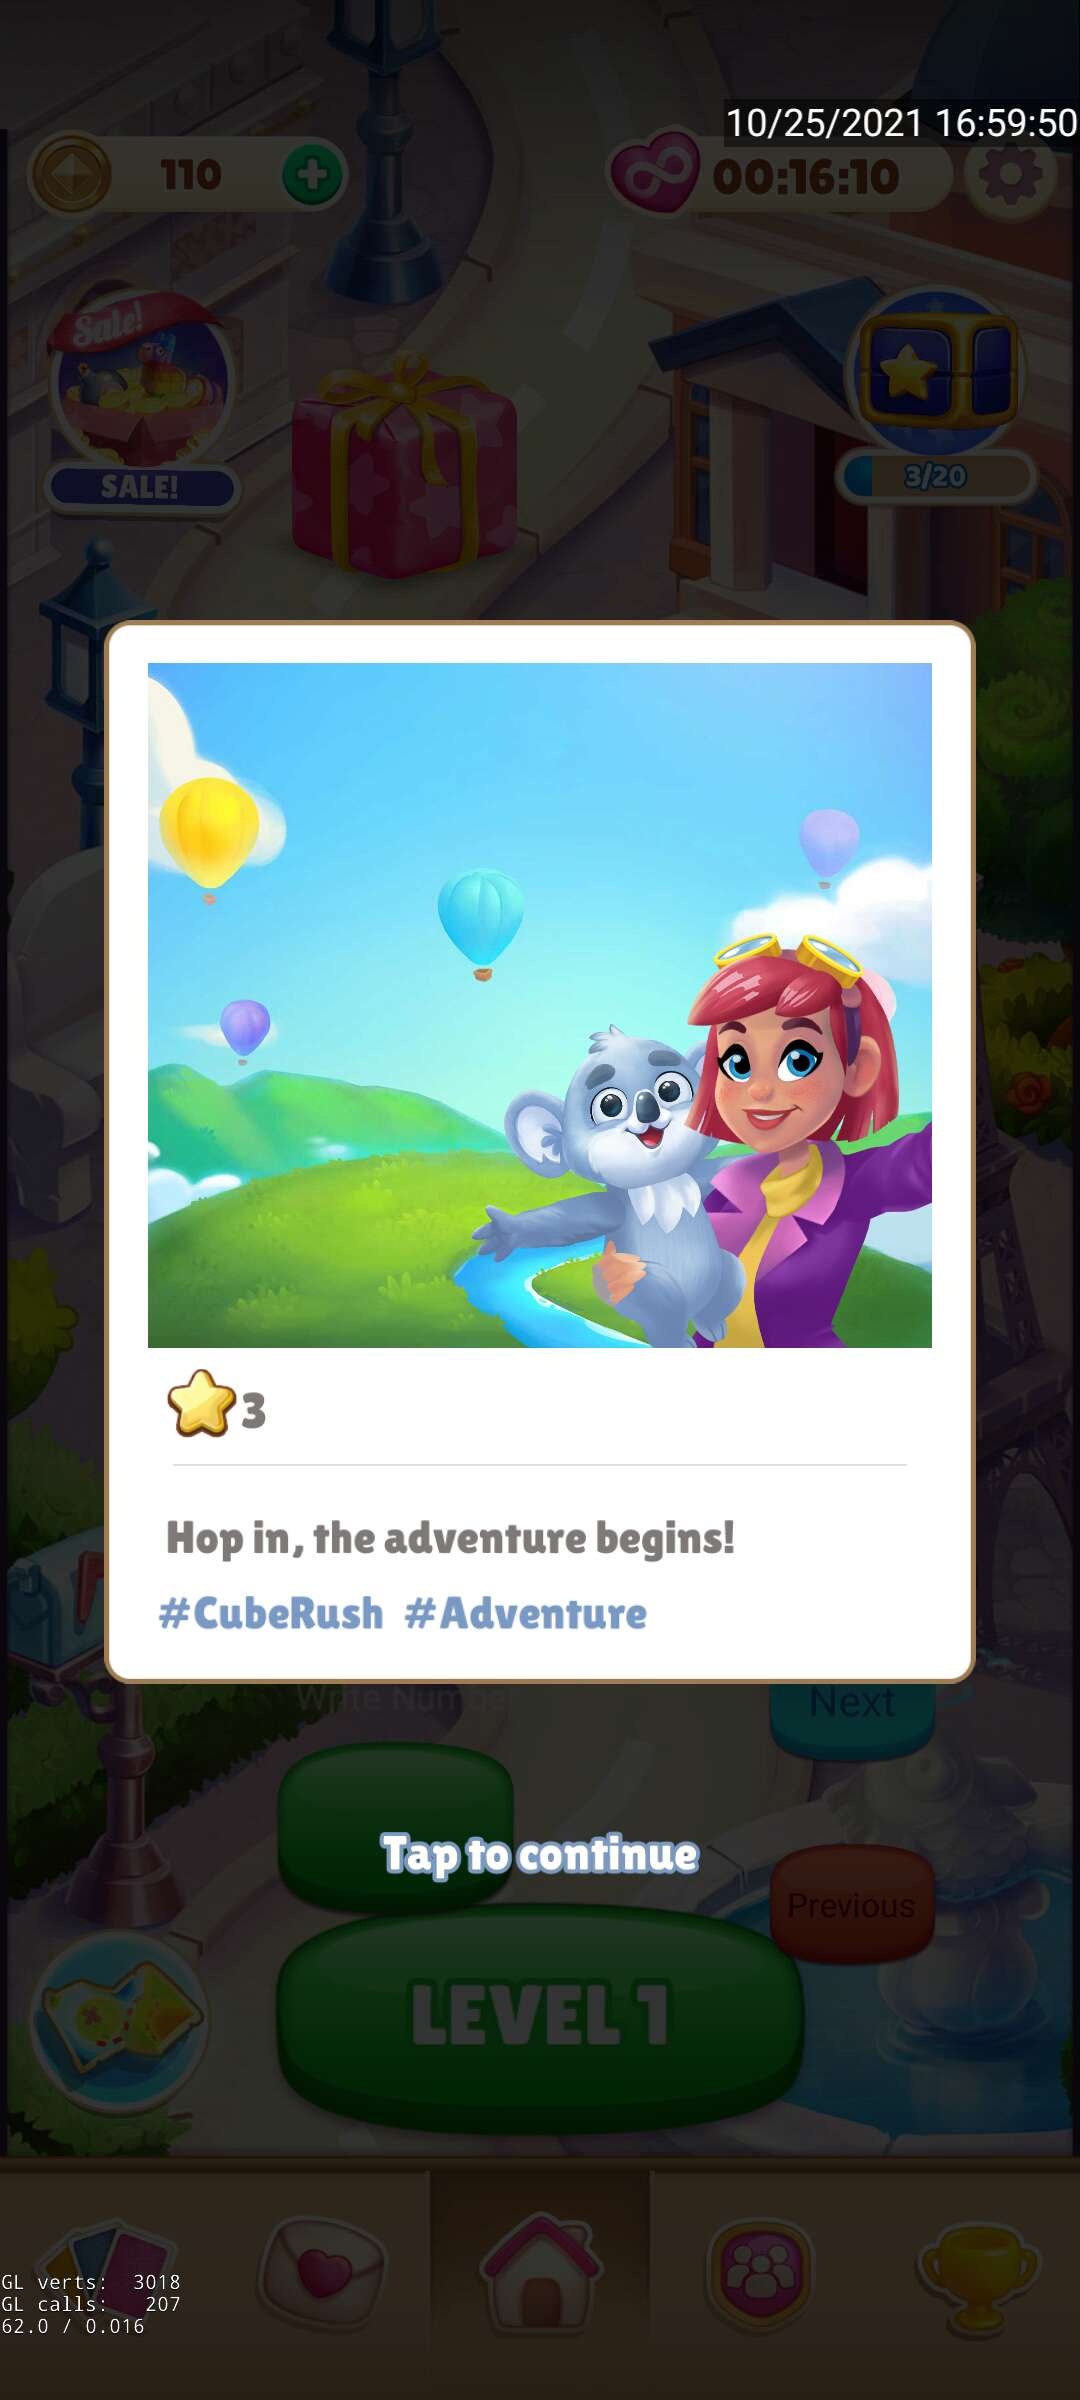 10/25/2021 16:59:50
110
00:16:10
Sale!
SALE!
3/20
3
Hop in, the adventure begins!
#CubeRush #Adventure
Write Number
Next
Tap to continue
Previous
LEVEL 1
GL verts: 3018
GL calls: 207
62.0 / 0.016